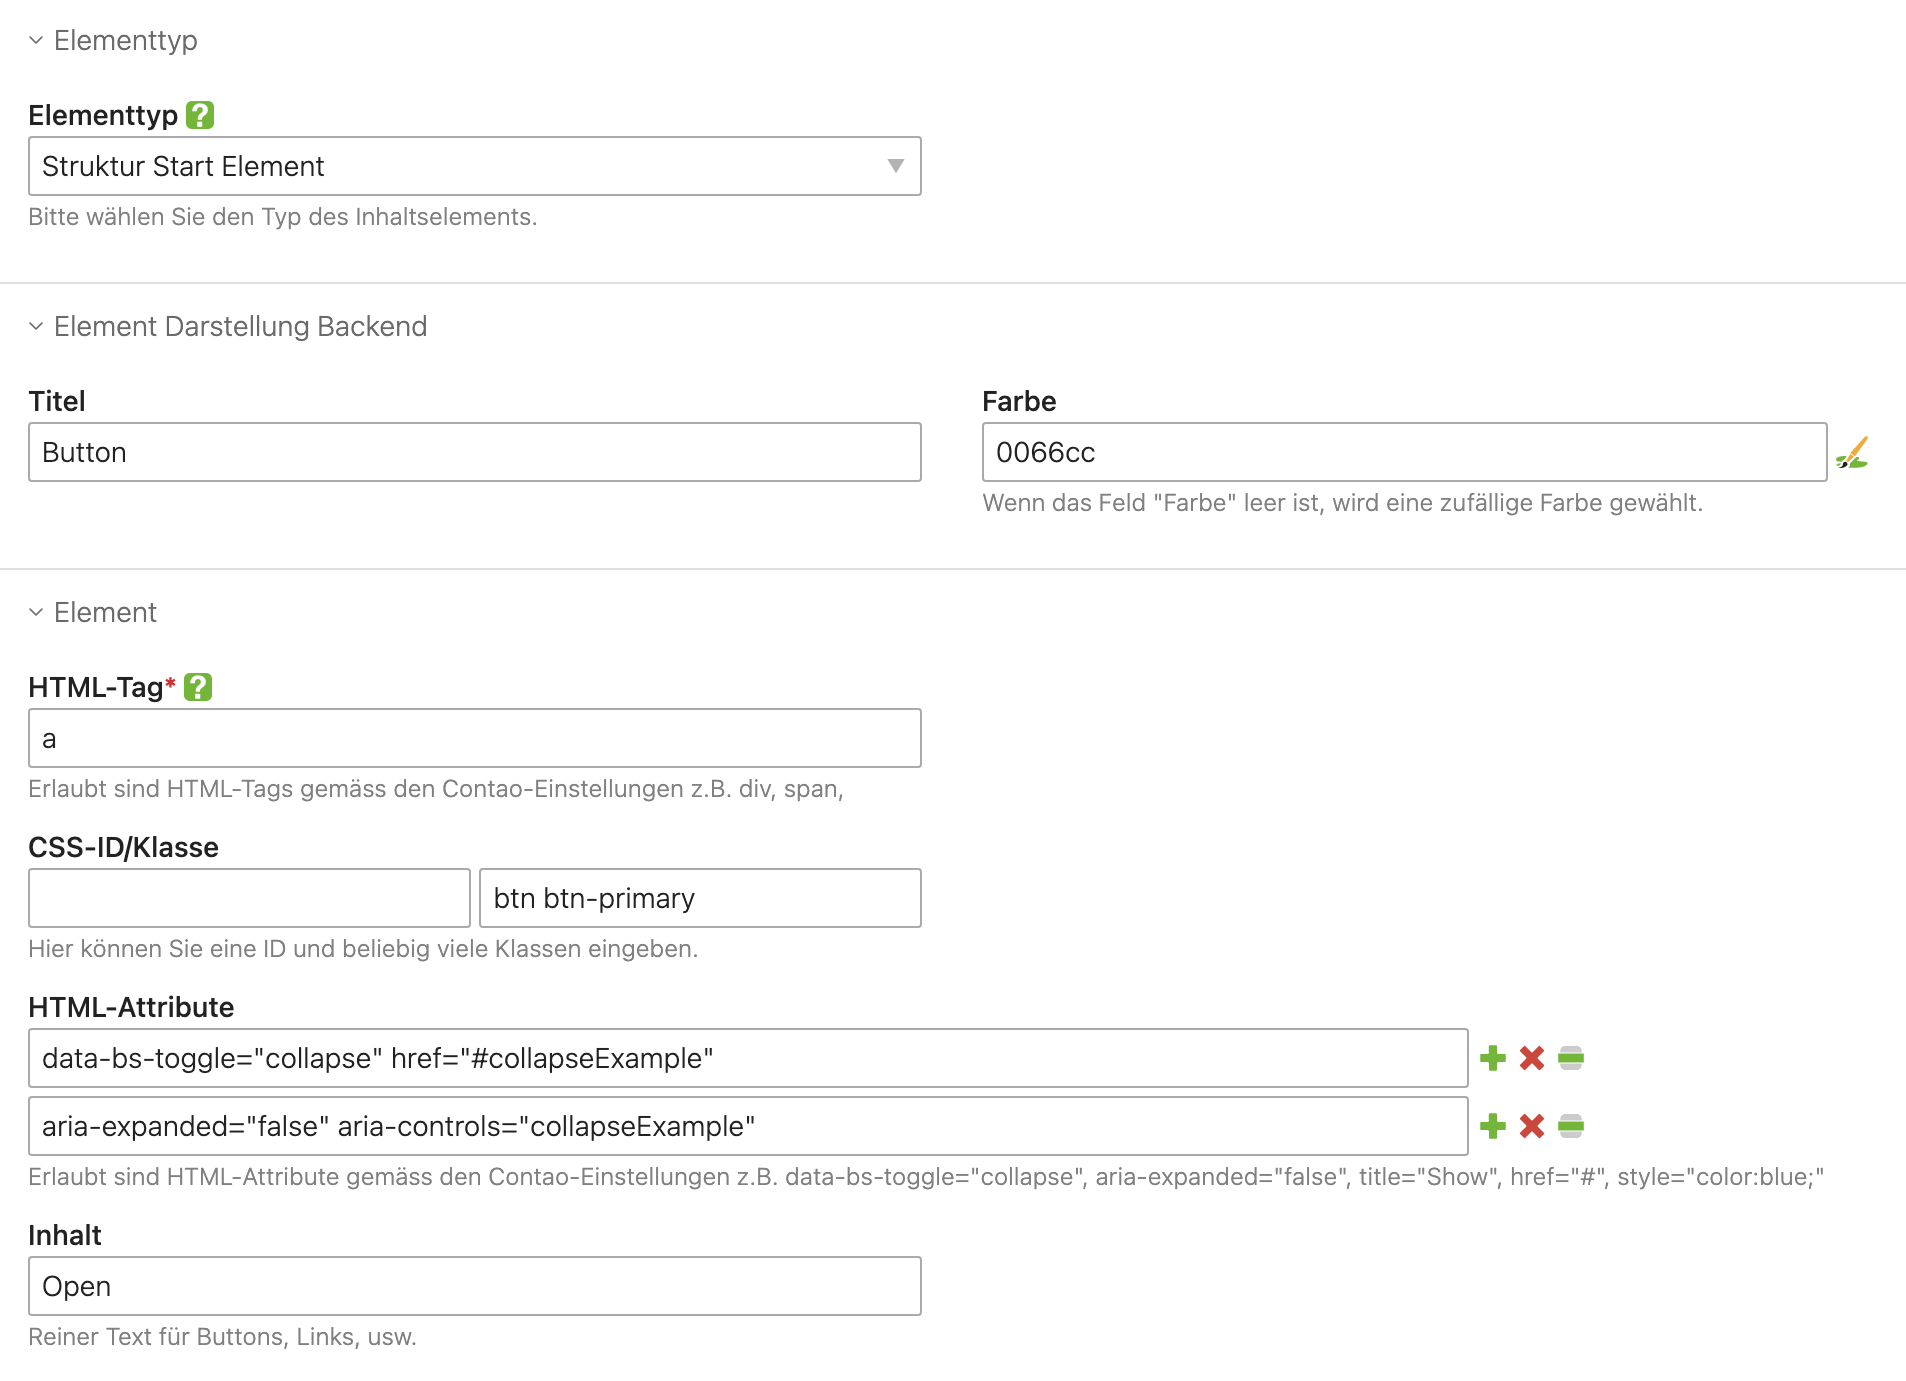 Elementtyp
Elementtyp ?
Struktur Start Element
Bitte wählen Sie den Typ des Inhaltselements.
Element Darstellung Backend
Titel
Button
Farbe
0066cc
Wenn das Feld "Farbe" leer ist, wird eine zufällige Farbe gewählt.
Element
HTML-Tag* ?
a
Erlaubt sind HTML-Tags gemäss den Contao-Einstellungen z.B. div, span,
CSS-ID/Klasse
btn btn-primary
Hier können Sie eine ID und beliebig viele Klassen eingeben.
HTML-Attribute
data-bs-toggle="collapse" href="#collapseExample"
aria-expanded="false" aria-controls="collapseExample"
Erlaubt sind HTML-Attribute gemäss den Contao-Einstellungen z.B. data-bs-toggle="collapse", aria-expanded="false", title="Show", href="#", style="color:blue;"
Inhalt
Open
Reiner Text für Buttons, Links, usw.